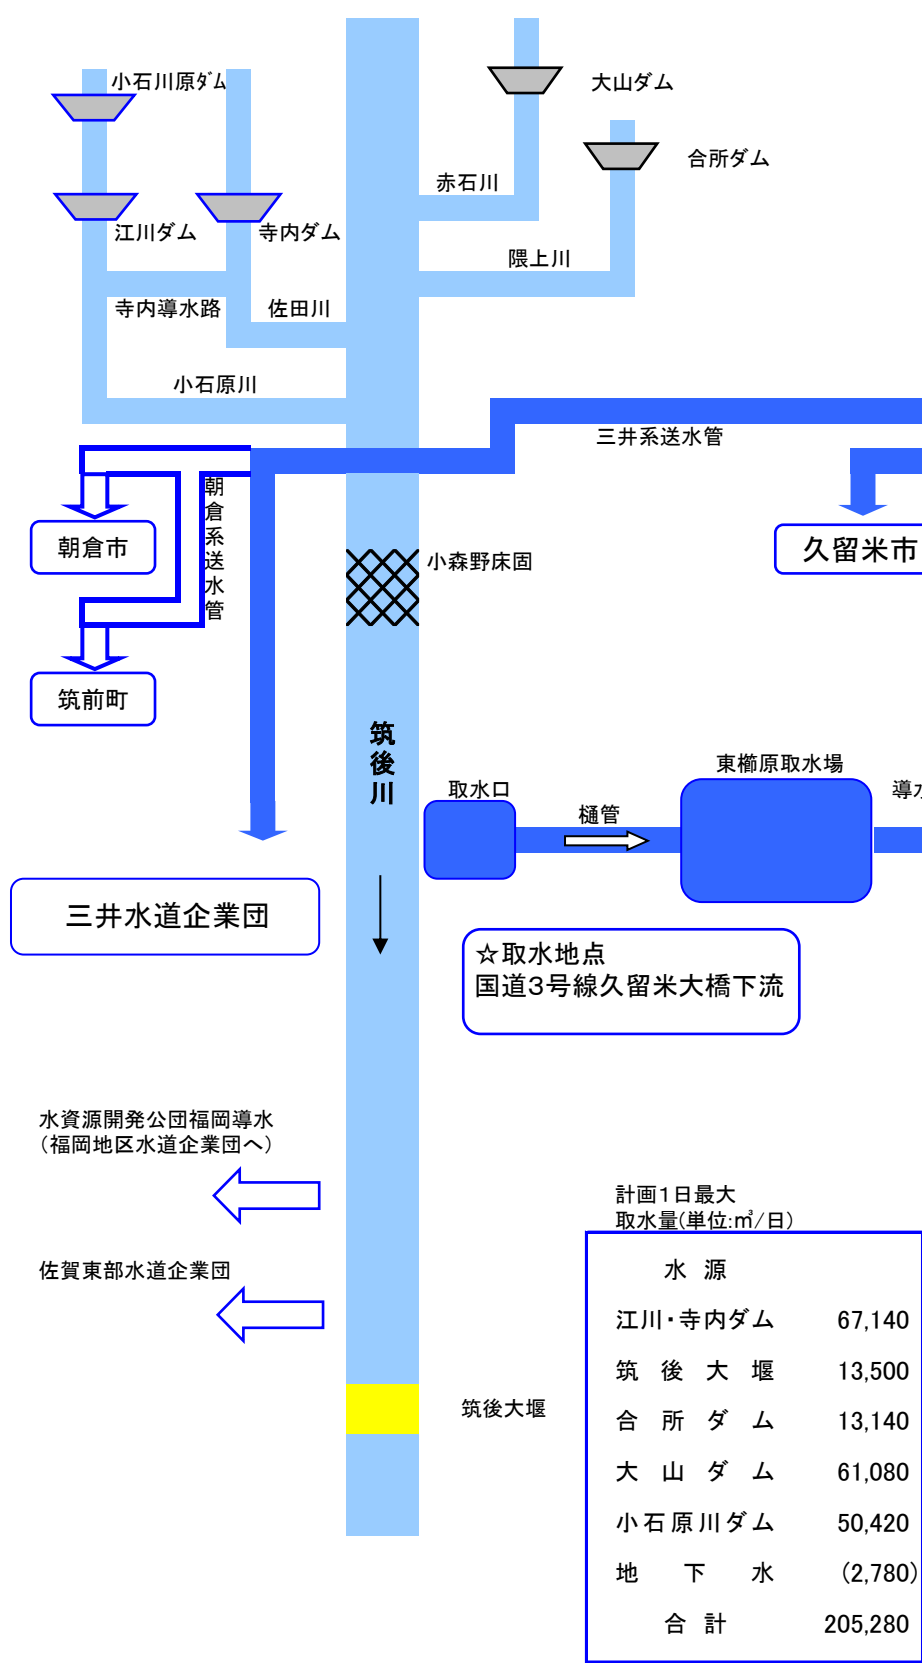 小石川原ﾀﾞﾑ
大山ダム
合所ダム
赤石川
江川ダム
寺内ダム
隈上川
寺内導水路
佐田川
小石原川
三井系送水管
朝倉系送水管
朝倉市
小森野床固
久留米市
筑前町
筑後川
東櫛原取水場
取水口
導水
樋管
三井水道企業団
☆取水地点
国道3号線久留米大橋下流
水資源開発公団福岡導水
(福岡地区水道企業団へ)
佐賀東部水道企業団
筑後大堰
計画1日最大
取水量(単位:㎥/日)
水 源
江川・寺内ダム 67,140
筑 後 大 堰 13,500
合 所 ダ ム 13,140
大 山 ダ ム 61,080
小石原川ダム 50,420
地 下 水 (2,780)
合 計 205,280